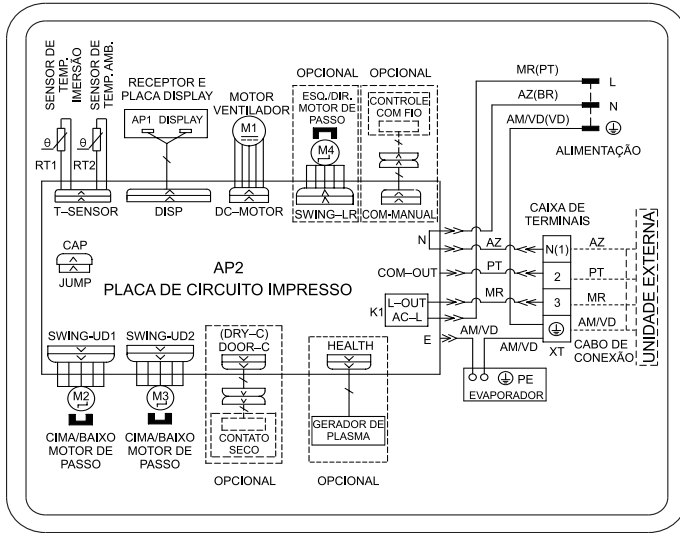 SENSOR DE
TEMP.
IMERSÃO
SENSOR DE
TEMP. AMB.
RECEPTOR E
PLACA DISPLAY
AP1 DISPLAY
MOTOR
VENTILADOR
M1
OPCIONAL
ESQ./DIR.
MOTOR DE
PASSO
M4
OPCIONAL
CONTROLE
COM FIO
MR(PT)
L
AZ(BR)
N
AM/VD(VD)
ALIMENTAÇÃO
θ
RT1
θ
RT2
T–SENSOR
DISP
DC–MOTOR
SWING–LR
COM-MANUAL
CAIXA DE
TERMINAIS
N
AZ
N(1)
AZ
COM–OUT
PT
2
PT
K1
L–OUT
AC–L
MR
3
MR
E
AM/VD
AM/VD
AM/VD
XT
CABO DE
CONEXÃO
UNIDADE EXTERNA
PE
EVAPORADOR
CAP
JUMP
AP2
PLACA DE CIRCUITO IMPRESSO
SWING-UD1
SWING-UD2
(DRY–C)
DOOR–C
HEALTH
M2
M3
CIMA/BAIXO
MOTOR DE
PASSO
CIMA/BAIXO
MOTOR DE
PASSO
CONTATO
SECO
GERADOR DE
PLASMA
OPCIONAL
OPCIONAL